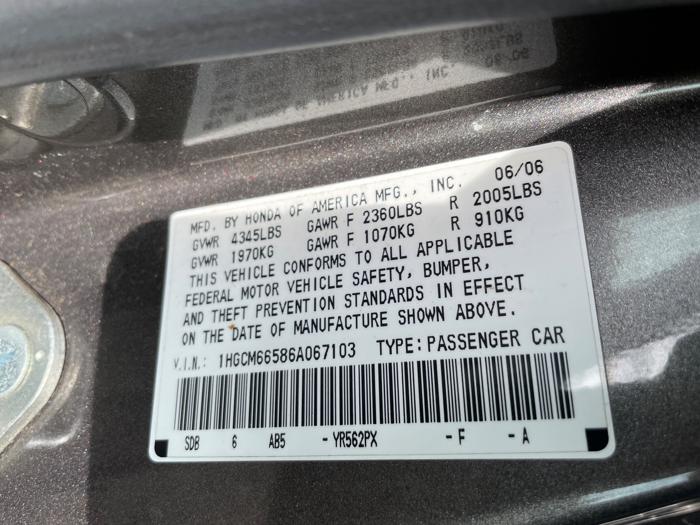 MFD. BY HONDA OF AMERICA MFG., INC. 06/06
GVWR 4345LBS GAWR F 2360LBS R 2005LBS
GVWR 1970KG GAWR F 1070KG R 910KG
THIS VEHICLE CONFORMS TO ALL APPLICABLE
FEDERAL MOTOR VEHICLE SAFETY, BUMPER,
AND THEFT PREVENTION STANDARDS IN EFFECT
ON THE DATE OF MANUFACTURE SHOWN ABOVE.
V.I.N.: 1HGCM66586A067103 TYPE: PASSENGER CAR
SDB 6 AB5 - YR562PX - F - A